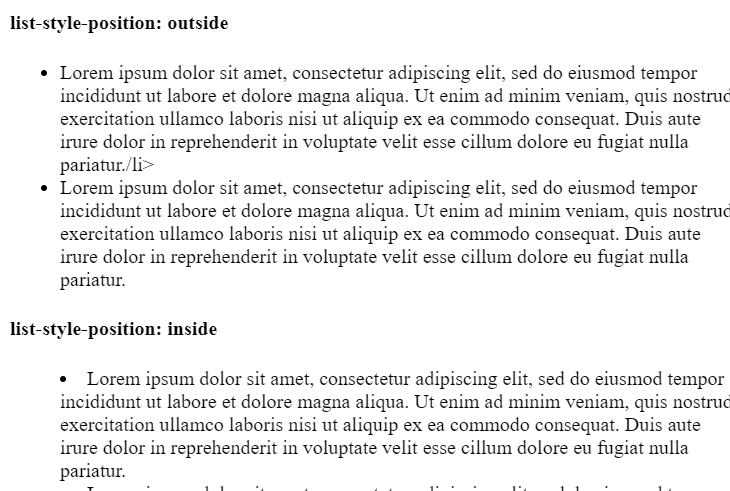 list-style-position: outside
• Lorem ipsum dolor sit amet, consectetur adipiscing elit, sed do eiusmod tempor
incididunt ut labore et dolore magna aliqua. Ut enim ad minim veniam, quis nostrud
exercitation ullamco laboris nisi ut aliquip ex ea commodo consequat. Duis aute
irure dolor in reprehenderit in voluptate velit esse cillum dolore eu fugiat nulla
pariatur./li>
• Lorem ipsum dolor sit amet, consectetur adipiscing elit, sed do eiusmod tempor
incididunt ut labore et dolore magna aliqua. Ut enim ad minim veniam, quis nostrud
exercitation ullamco laboris nisi ut aliquip ex ea commodo consequat. Duis aute
irure dolor in reprehenderit in voluptate velit esse cillum dolore eu fugiat nulla
pariatur.
list-style-position: inside
• Lorem ipsum dolor sit amet, consectetur adipiscing elit, sed do eiusmod tempor
incididunt ut labore et dolore magna aliqua. Ut enim ad minim veniam, quis nostrud
exercitation ullamco laboris nisi ut aliquip ex ea commodo consequat. Duis aute
irure dolor in reprehenderit in voluptate velit esse cillum dolore eu fugiat nulla
pariatur.